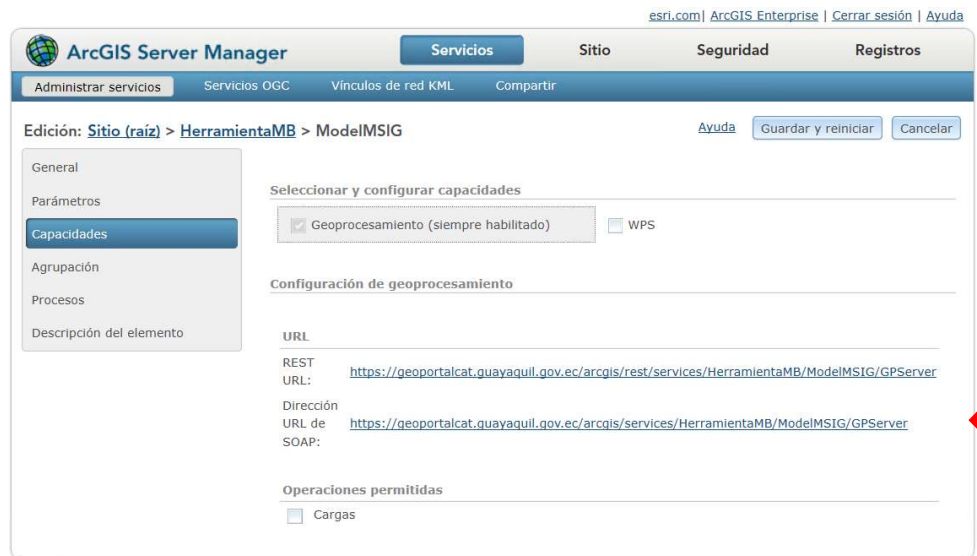 esri.com| ArcGIS Enterprise | Cerrar sesión | Ayuda
ArcGIS Server Manager
Servicios Sitio Seguridad Registros
Administrar servicios Servicios OGC Vínculos de red KML Compartir
Edición: Sitio (raíz) > HerramientaMB > ModelMSIG
Ayuda Guardar y reiniciar Cancelar
General
Parámetros
Capacidades
Agrupación
Procesos
Descripción del elemento
Seleccionar y configurar capacidades
Geoprocesamiento (siempre habilitado) WPS
Configuración de geoprocesamiento
URL
REST
URL: https://geoportalcat.guayaquil.gov.ec/arcgis/rest/services/HerramientaMB/ModelMSIG/GPServer
Dirección
URL de https://geoportalcat.guayaquil.gov.ec/arcgis/services/HerramientaMB/ModelMSIG/GPServer
SOAP:
Operaciones permitidas
Cargas